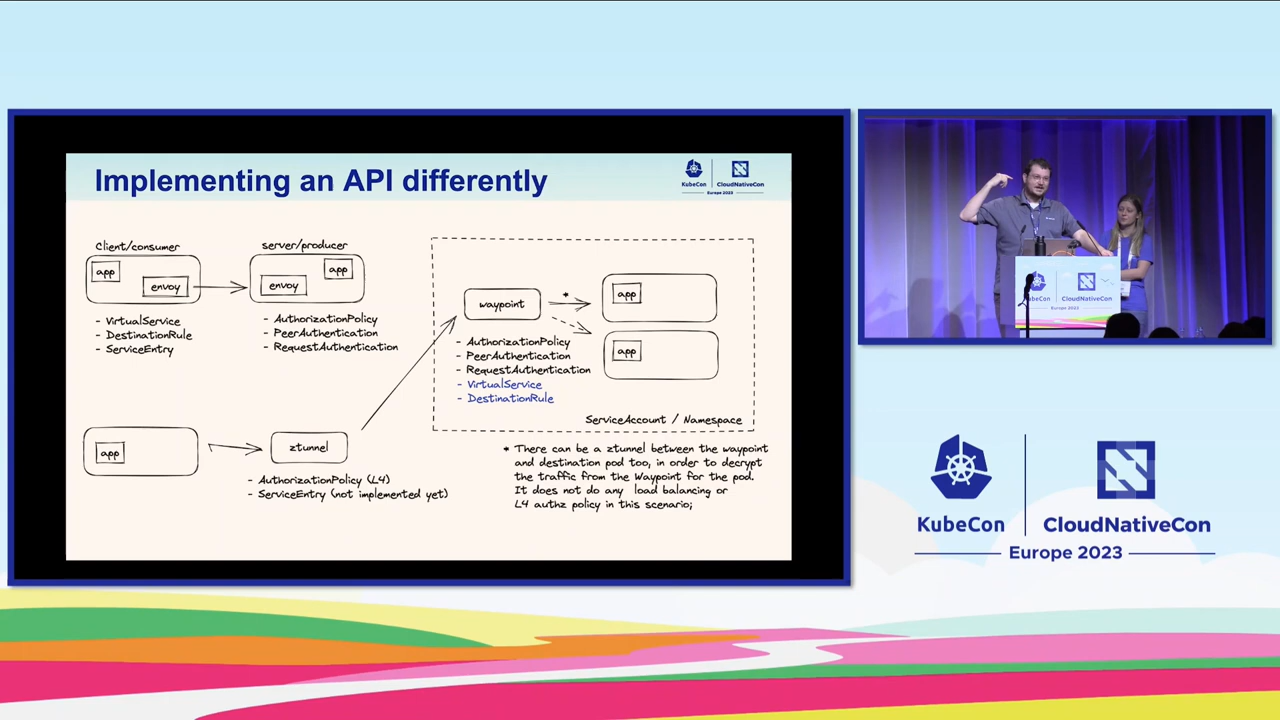 Implementing an API differently
KubeCon
CloudNativeCon
Europe 2023
Client/consumer
app
envoy
- VirtualService
- DestinationRule
- ServiceEntry
server/producer
app
envoy
- AuthorizationPolicy
- PeerAuthentication
- RequestAuthentication
waypoint
*
app
app
- AuthorizationPolicy
- PeerAuthentication
- RequestAuthentication
- VirtualService
- DestinationRule
ServiceAccount / Namespace
app
ztunnel
- AuthorizationPolicy (L4)
- ServiceEntry (not implemented yet)
* There can be a ztunnel between the waypoint
and destination pod too, in order to decrypt
the traffic from the Waypoint for the pod.
It does not do any load balancing or
L4 authz policy in this scenario;
KubeCon
CloudNativeCon
KubeCon
CloudNativeCon
Europe 2023